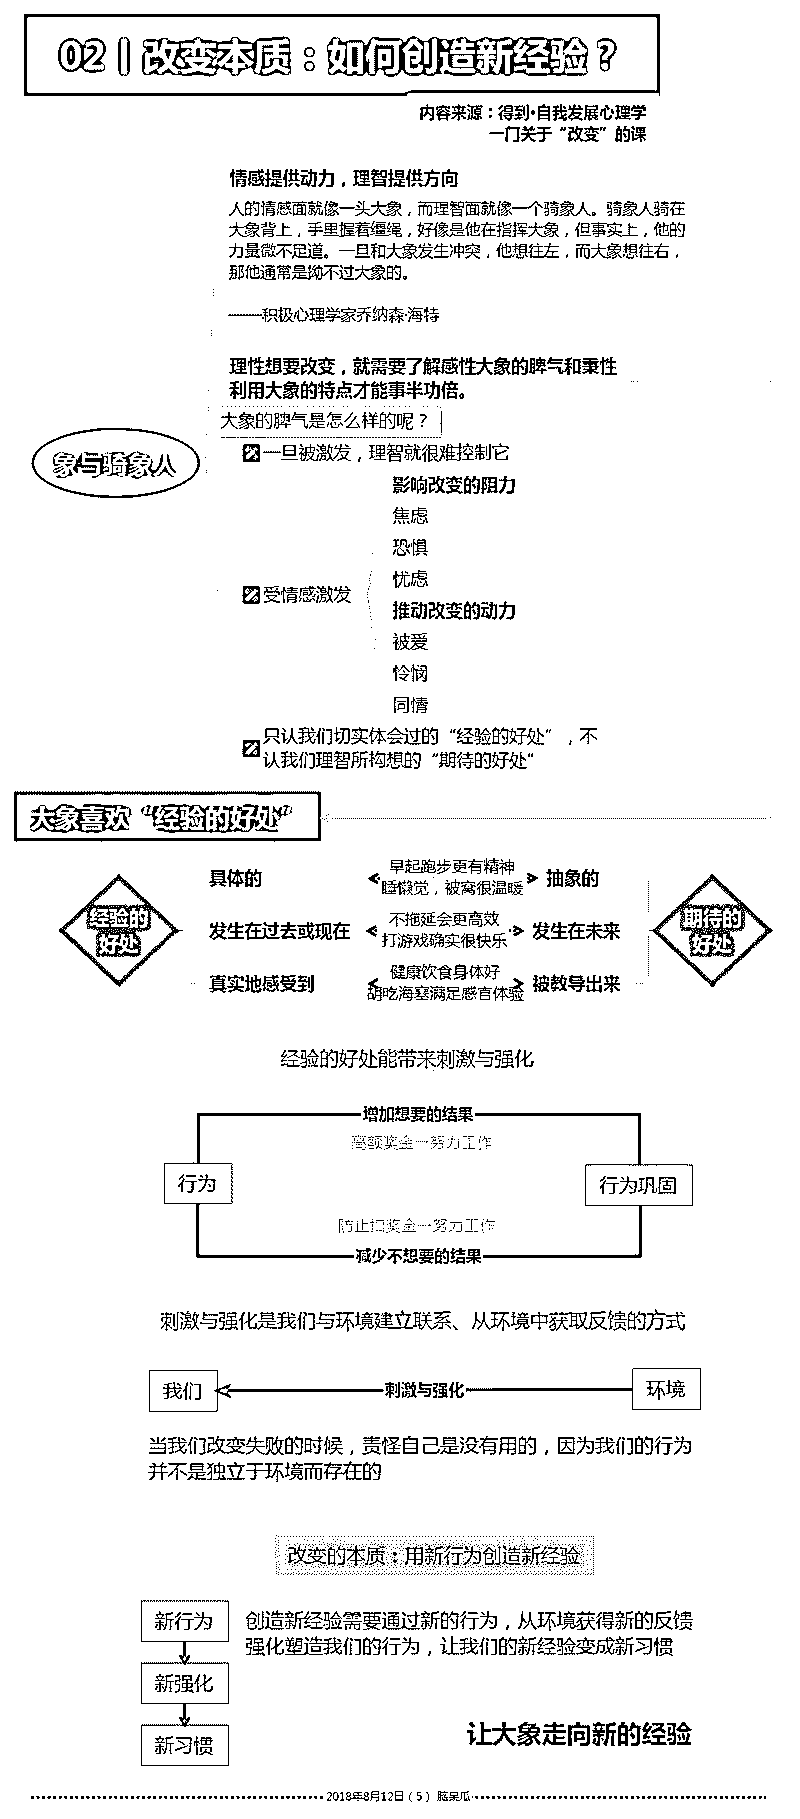 02丨改变本质：如何创造新经验？
内容来源：得到·自我发展心理学
一门关于“改变”的课
情感提供动力，理智提供方向
人的情感面就像一头大象，而理智面就像一个骑象人。骑象人骑在
大象背上，手里握着缰绳，好像是他在指挥大象，但事实上，他的
力量微不足道。一旦和大象发生冲突，他想往左，而大象想往右，
那他通常是拗不过大象的。
——积极心理学家乔纳森·海特
理性想要改变，就需要了解感性大象的脾气和秉性
利用大象的特点才能事半功倍。
大象的脾气是怎么样的呢？
象与骑象人
一旦被激发，理智就很难控制它
影响改变的阻力
焦虑
恐惧
忧虑
受情感激发
推动改变的动力
被爱
怜悯
同情
只认我们切实体会过的“经验的好处”，不
认我们理智所构想的“期待的好处”
大象喜欢“经验的好处”
经验的
好处
具体的
早起跑步更有精神
睡懒觉，被窝很温暖
抽象的
发生在过去或现在
不拖延会更高效
打游戏确实很快乐
发生在未来
真实地感受到
健康饮食身体好
胡吃海塞满足感官体验
被教导出来
期待的
好处
经验的好处能带来刺激与强化
增加想要的结果
高额奖金—努力工作
行为
行为巩固
防止扣奖金—努力工作
减少不想要的结果
刺激与强化是我们与环境建立联系、从环境中获取反馈的方式
我们
刺激与强化
环境
当我们改变失败的时候，责怪自己是没有用的，因为我们的行为
并不是独立于环境而存在的
改变的本质：用新行为创造新经验
新行为
新强化
新习惯
创造新经验需要通过新的行为，从环境获得新的反馈
强化塑造我们的行为，让我们的新经验变成新习惯
让大象走向新的经验
2018年8月12日（5） 脑呆瓜